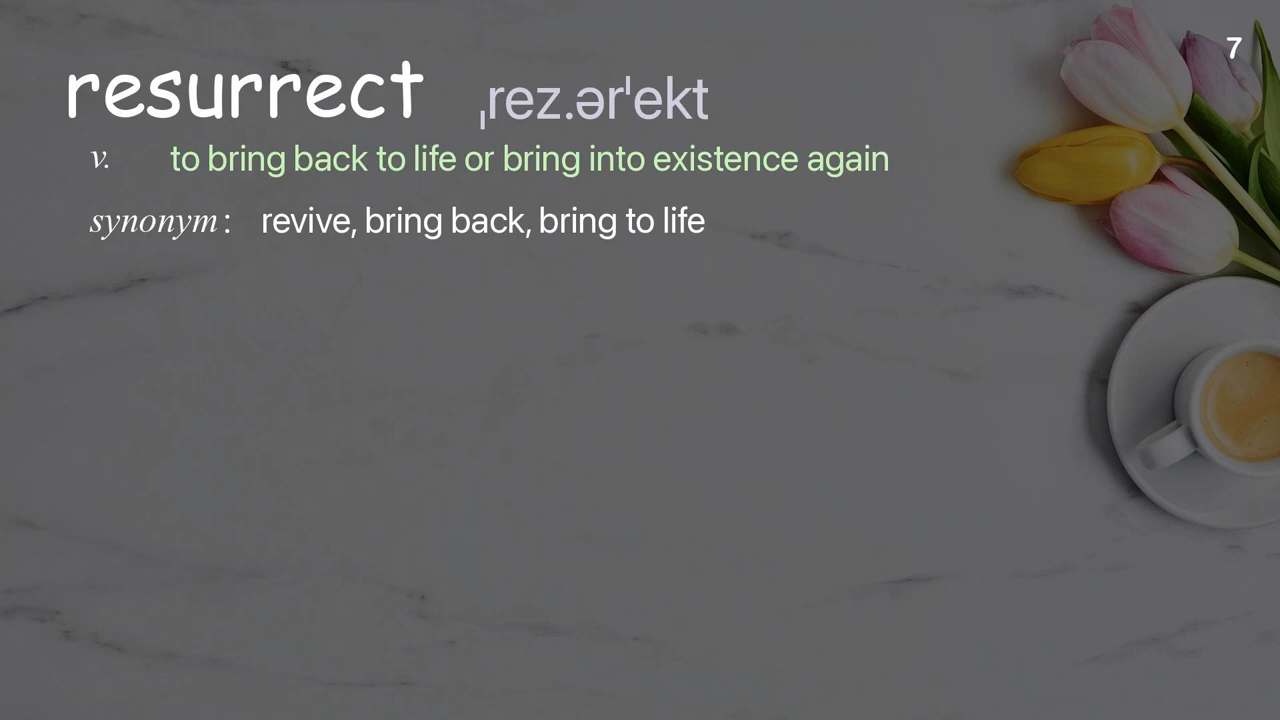 7
resurrect ˌrez.ərˈekt
v. to bring back to life or bring into existence again
synonym: revive, bring back, bring to life